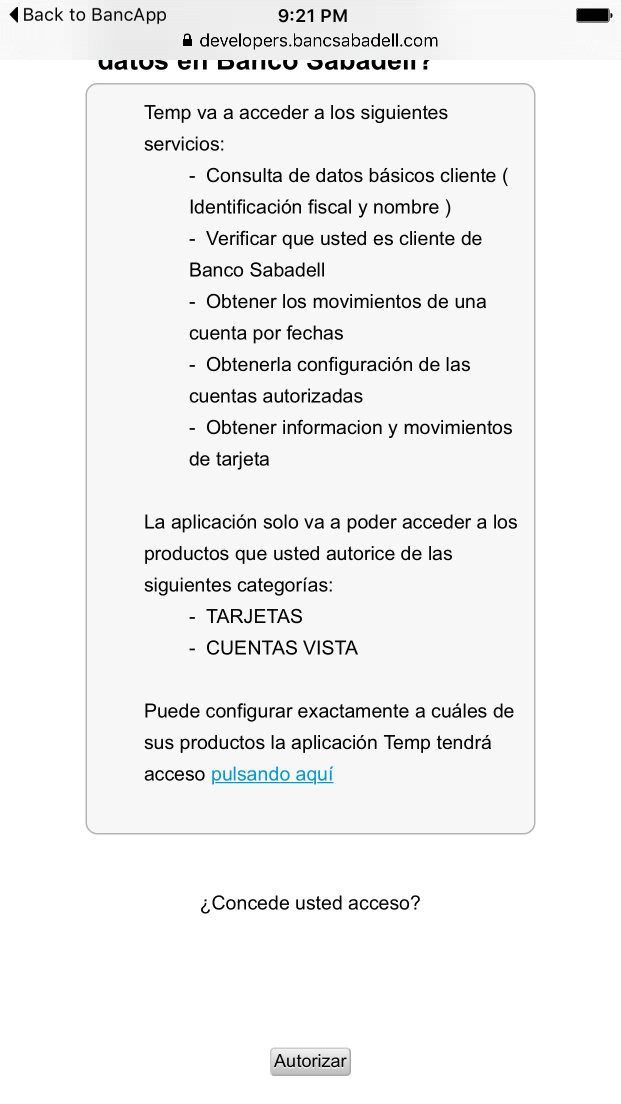 Back to BancApp
9:21 PM
developers.bancsabadell.com
datos en Banco Sabadell?
Temp va a acceder a los siguientes
servicios:
- Consulta de datos básicos cliente (
Identificación fiscal y nombre )
- Verificar que usted es cliente de
Banco Sabadell
- Obtener los movimientos de una
cuenta por fechas
- Obtenerla configuración de las
cuentas autorizadas
- Obtener informacion y movimientos
de tarjeta
La aplicación solo va a poder acceder a los
productos que usted autorice de las
siguientes categorías:
- TARJETAS
- CUENTAS VISTA
Puede configurar exactamente a cuáles de
sus productos la aplicación Temp tendrá
acceso pulsando aquí
¿Concede usted acceso?
Autorizar